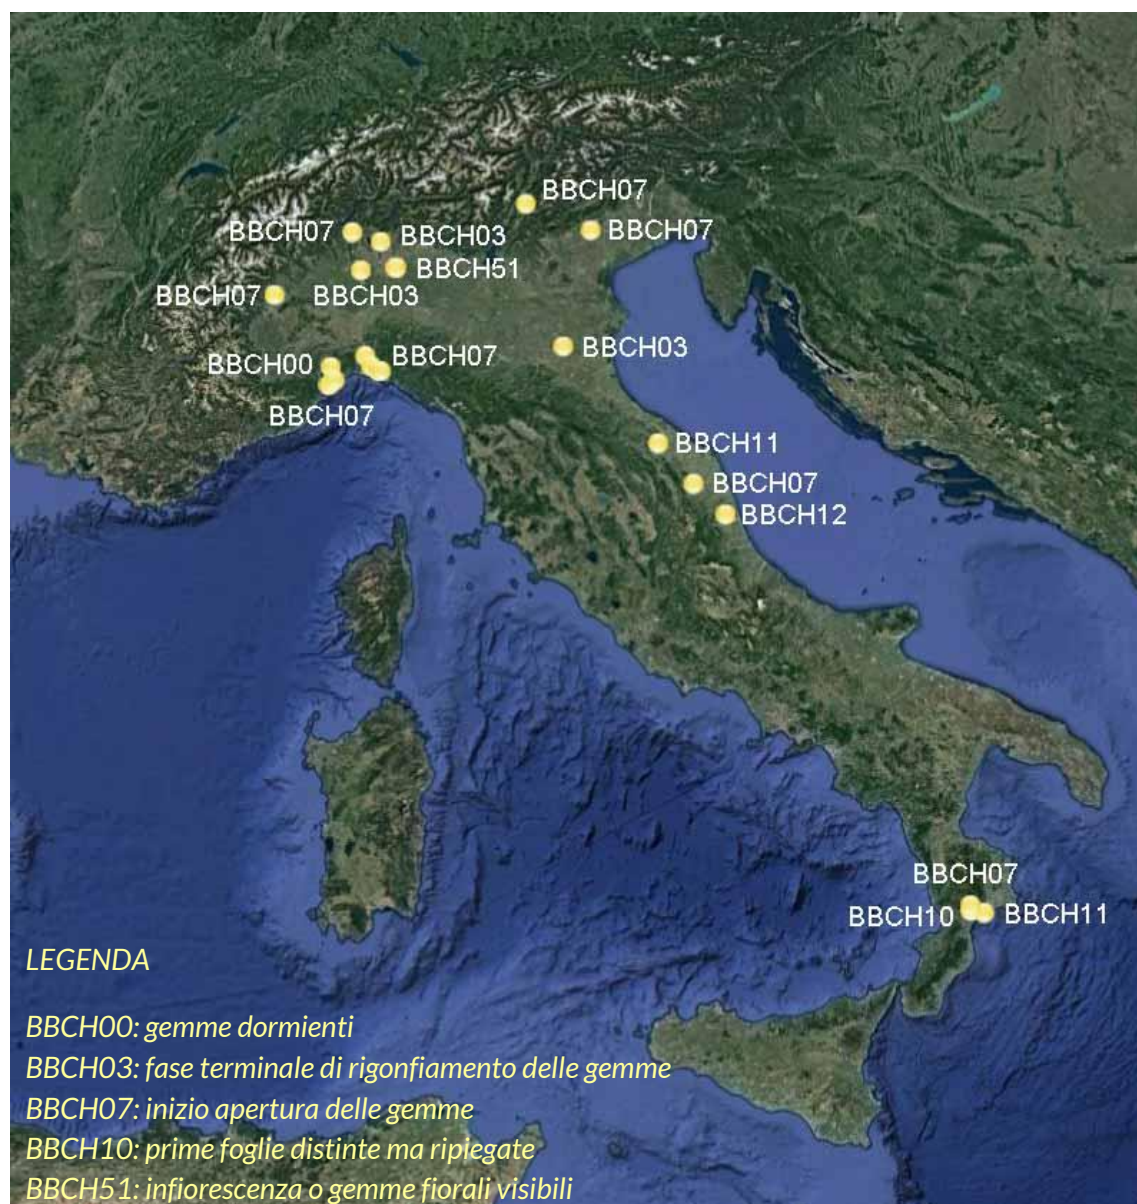 BBCH07
BBCH07
BBCH07
BBCH03
BBCH51
BBCH07
BBCH03
BBCH03
BBCH07
BBCH00
BBCH07
BBCH11
BBCH07
BBCH12
BBCH07
BBCH10
BBCH11
LEGENDA
BBCH00: gemme dormienti
BBCH03: fase terminale di rigonfiamento delle gemme
BBCH07: inizio apertura delle gemme
BBCH10: prime foglie distinte ma ripiegate
BBCH51: infiorescenza o gemme fiorali visibili